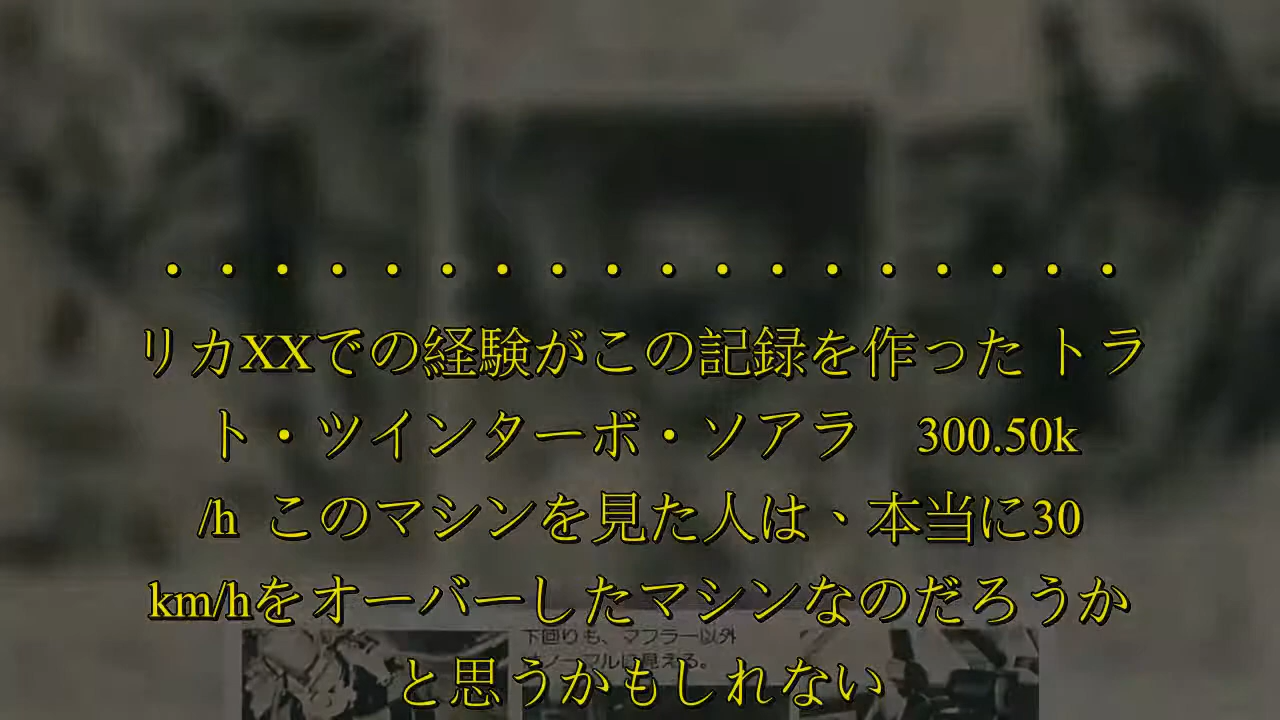 ・・・・・・・・・・・・・・・・・・
リカXXでの経験がこの記録を作った トラ
ト・ツインターボ・ソアラ　300.50k
/h このマシンを見た人は、本当に30
km/hをオーバーしたマシンなのだろうか
下回りも、マフラー以外
はノーマルに見える。
と思うかもしれない